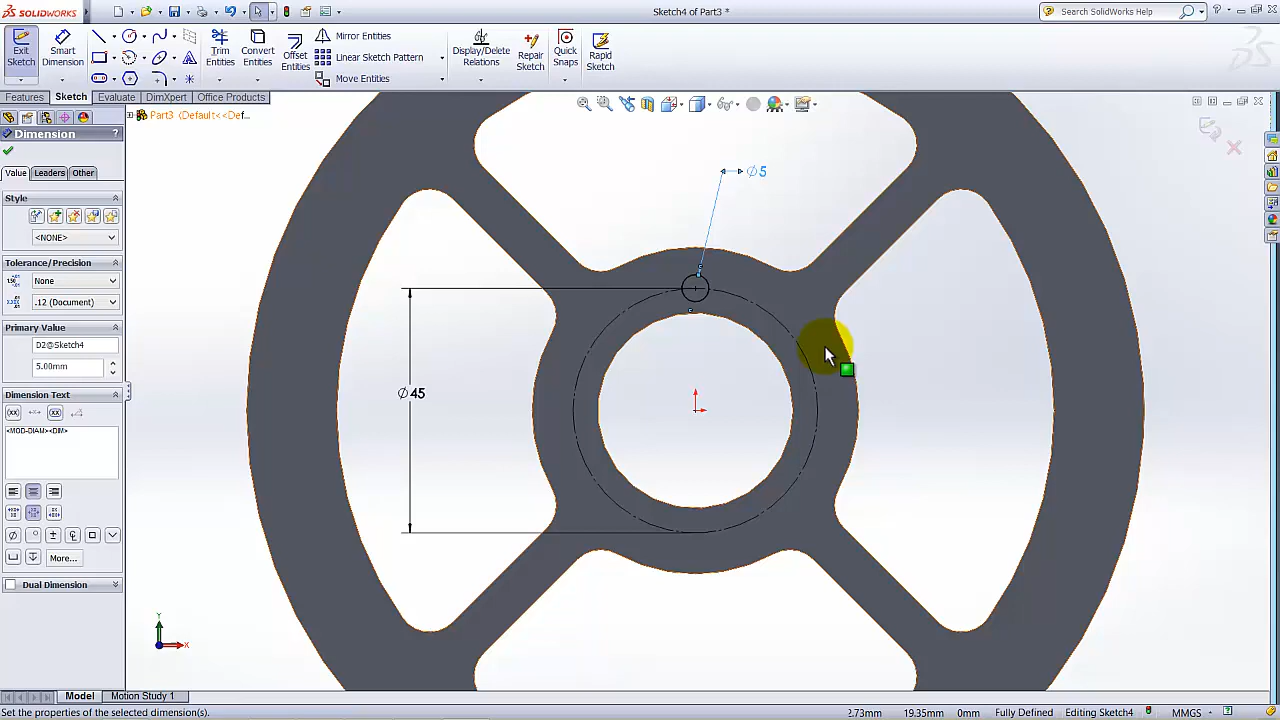 SOLIDWORKS
Sketch4 of Part3 *
Search SolidWorks Help
Exit Sketch
Smart Dimension
Trim Entities
Convert Entities
Offset Entities
Mirror Entities
Linear Sketch Pattern
Move Entities
Display/Delete Relations
Repair Sketch
Quick Snaps
Rapid Sketch
Features
Sketch
Evaluate
DimXpert
Office Products
Part3 (Default<<Def...
Dimension
?
Value
Leaders
Other
Style
<NONE>
Tolerance/Precision
None
.12 (Document)
Primary Value
D2@Sketch4
5.00mm
Dimension Text
<MOD-DIAM><DIM>
More...
Dual Dimension
∅5
∅45
Y
X
Model
Motion Study 1
Set the properties of the selected dimension(s).
2.73mm
19.35mm
0mm
Fully Defined
Editing Sketch4
MMGS